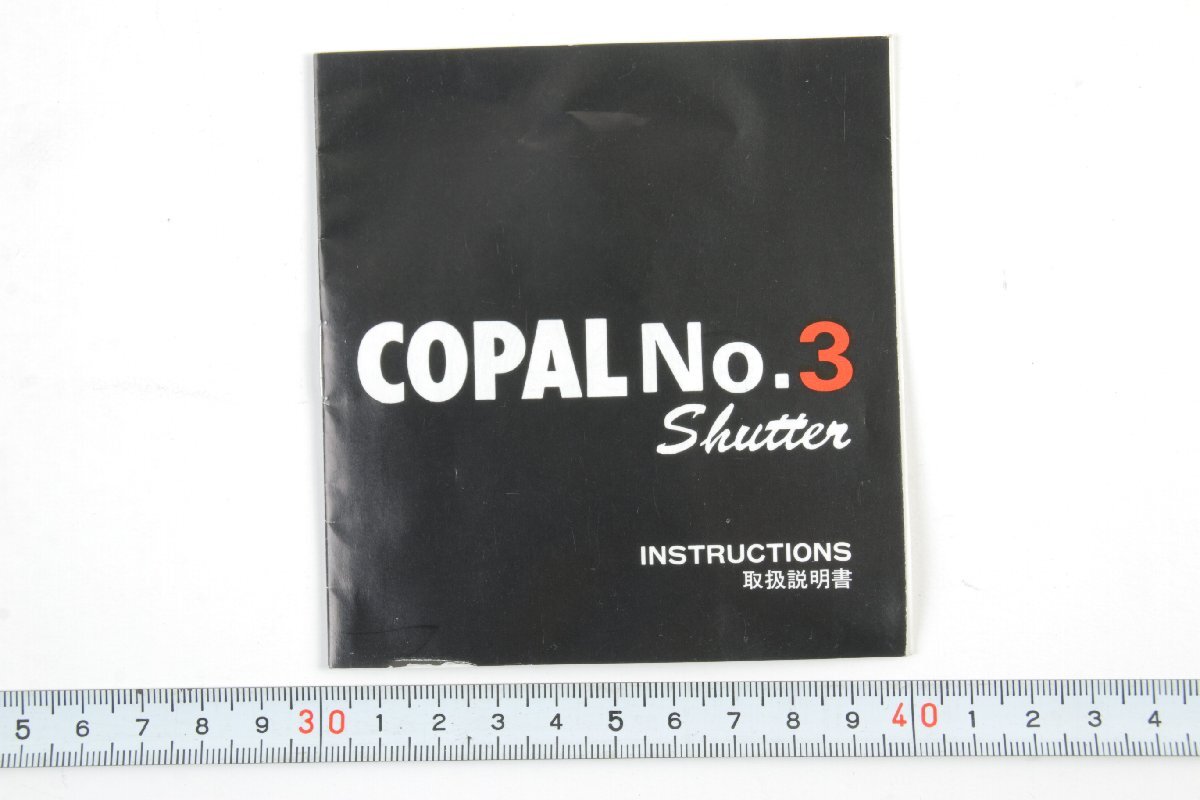 COPAL No.3
Shutter
INSTRUCTIONS
取扱説明書
5 6 7 8 9 30 1 2 3 4 5 6 7 8 9 40 1 2 3 4